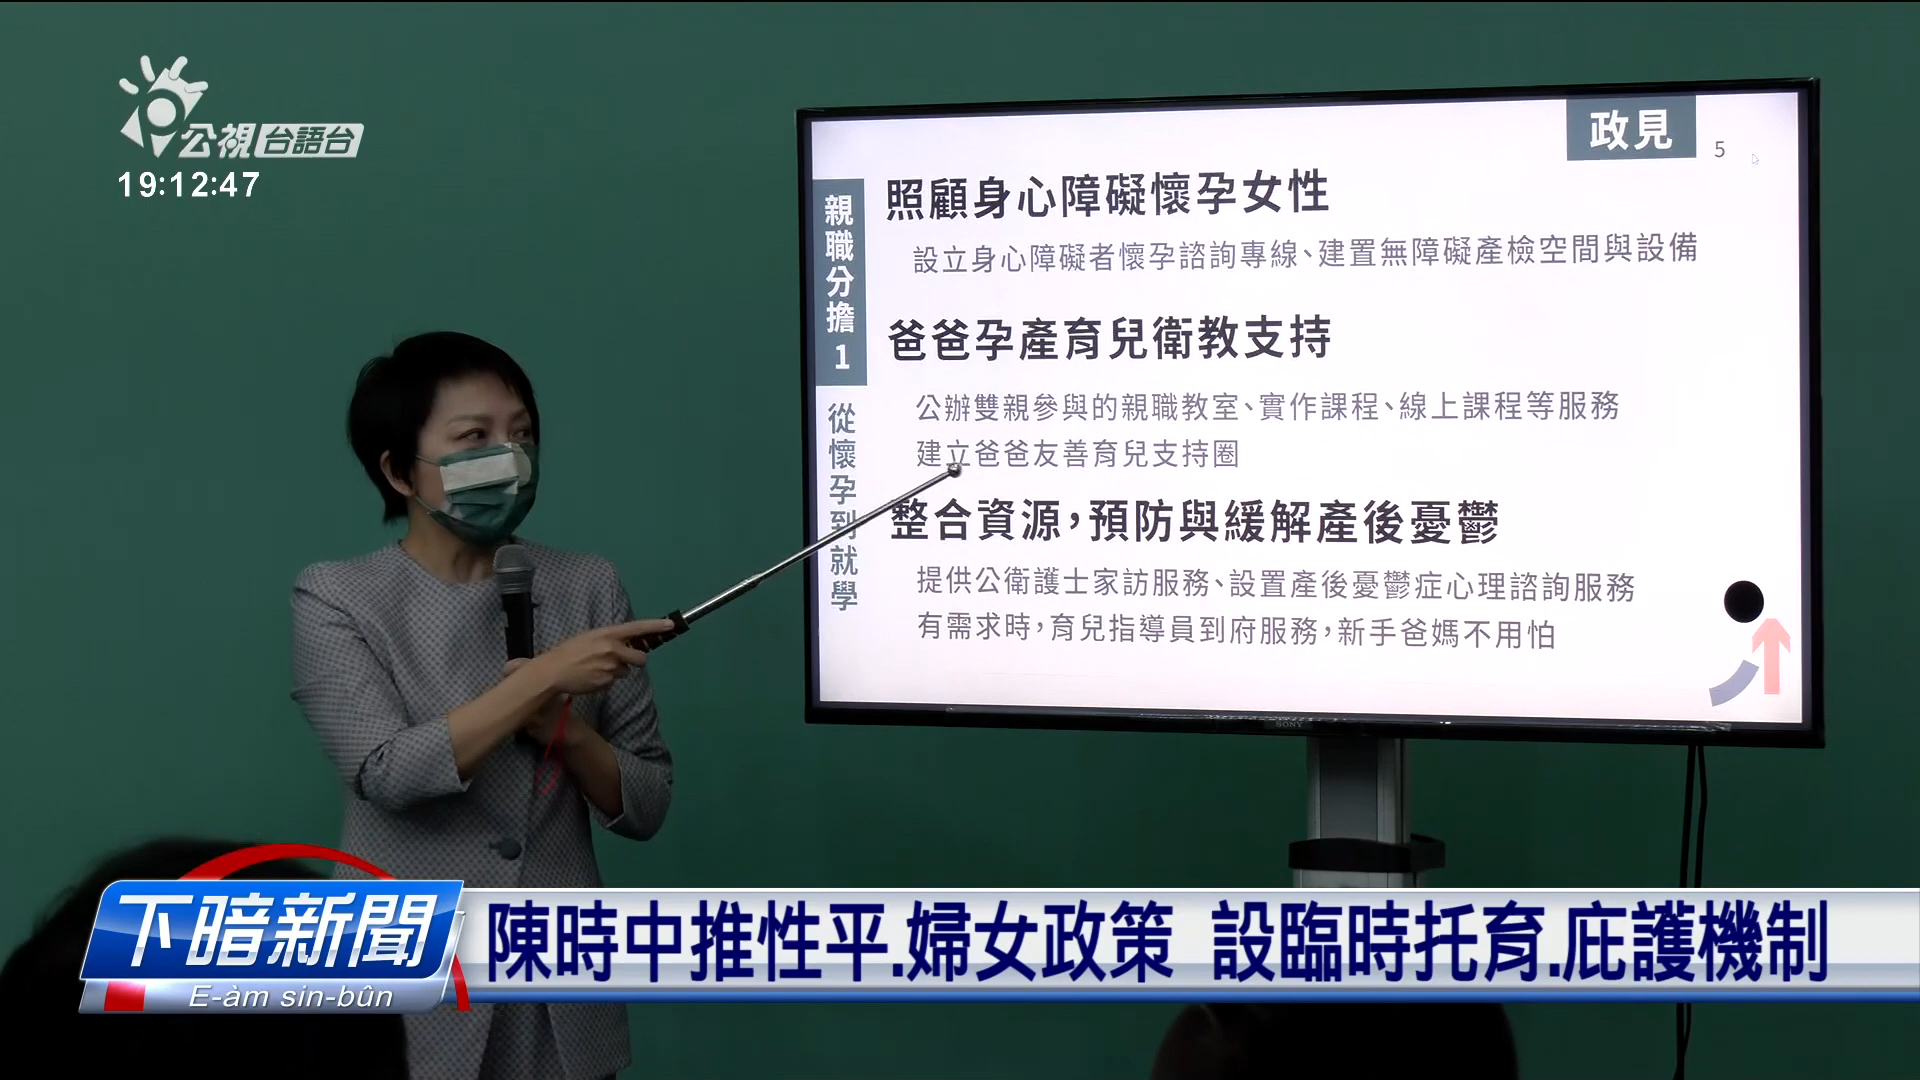 公視台語台
19:12:47
政見
5
親職分擔1
從懷孕到就學
照顧身心障礙懷孕女性
設立身心障礙者懷孕諮詢專線、建置無障礙產檢空間與設備
爸爸孕產育兒衛教支持
公辦雙親參與的親職教室、實作課程、線上課程等服務
建立爸爸友善育兒支持圈
整合資源，預防與緩解產後憂鬱
提供公衛護士家訪服務、設置產後憂鬱症心理諮詢服務
有需求時，育兒指導員到府服務，新手爸媽不用怕
SONY
下暗新聞
E-àm sin-bûn
陳時中推性平.婦女政策 設臨時托育.庇護機制